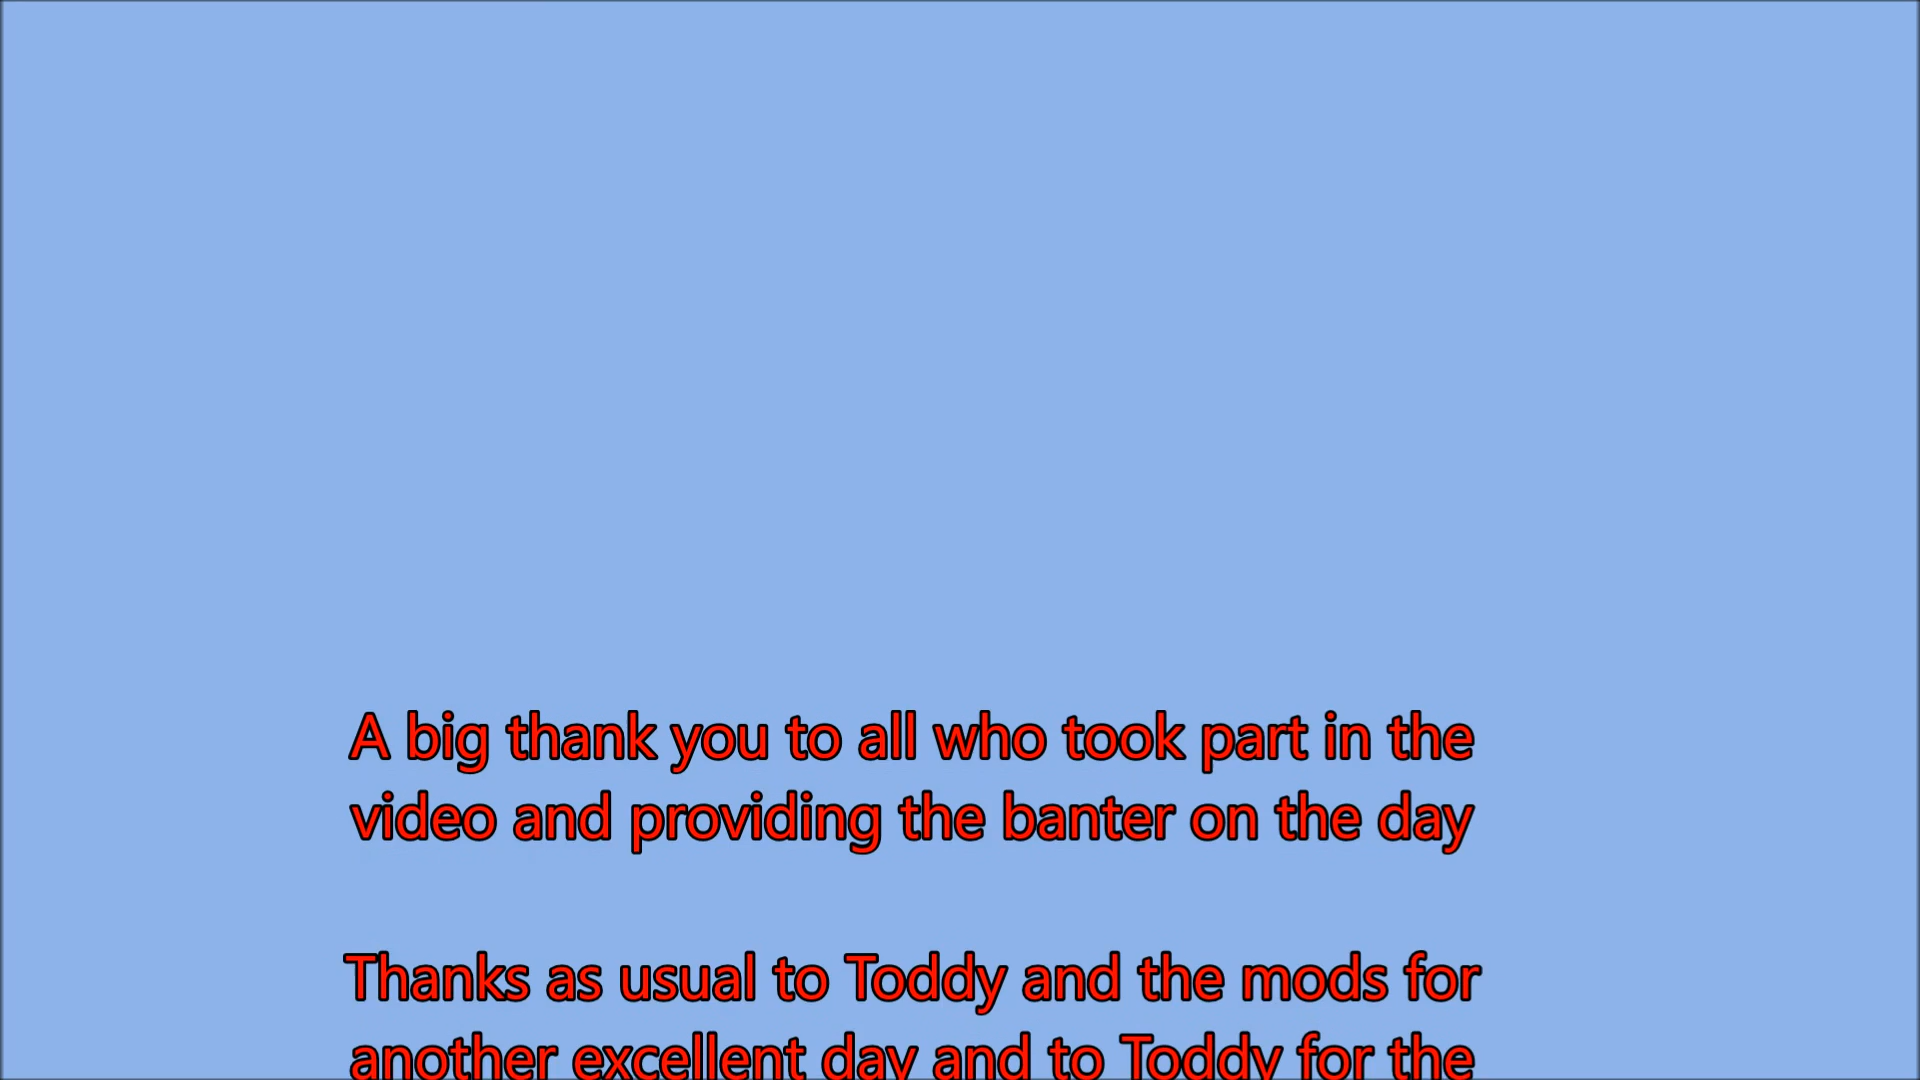 A big thank you to all who took part in the
video and providing the banter on the day
Thanks as usual to Toddy and the mods for
another excellent day and to Toddy for the